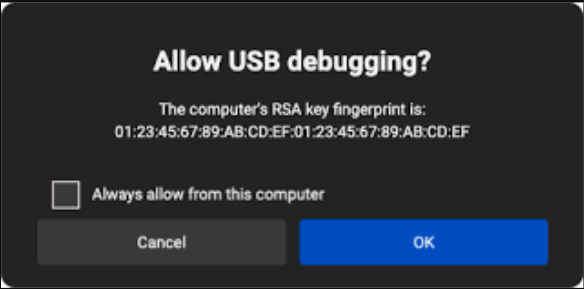 Allow USB debugging?
The computer's RSA key fingerprint is:
01:23:45:67:89:AB:CD:EF:01:23:45:67:89:AB:CD:EF
Always allow from this computer
Cancel
OK